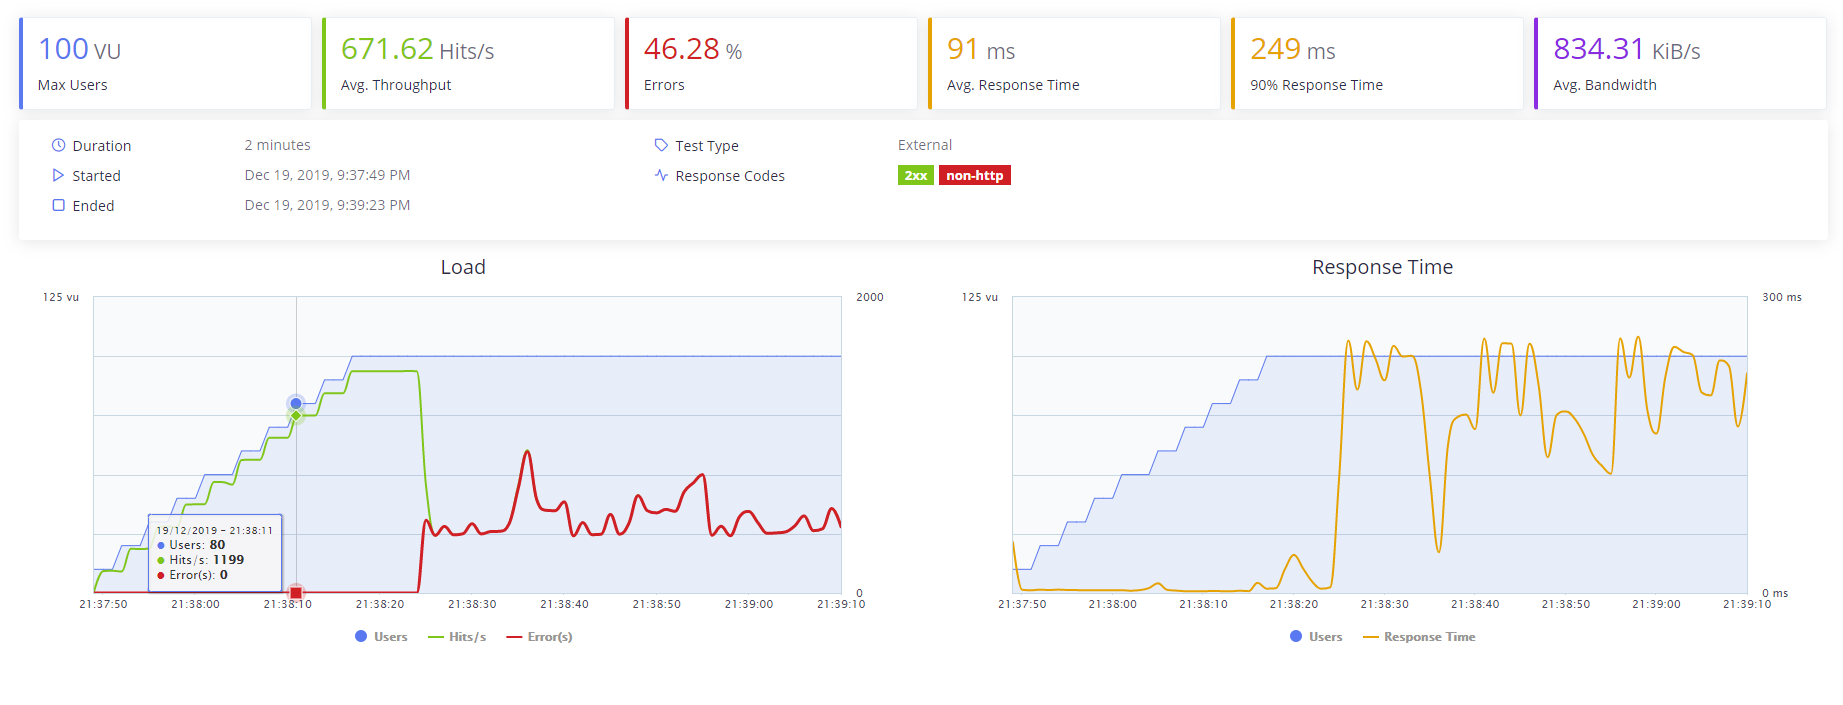 100 VU
Max Users
671.62 Hits/s
Avg. Throughput
46.28 %
Errors
91 ms
Avg. Response Time
249 ms
90% Response Time
834.31 KiB/s
Avg. Bandwidth
Duration 2 minutes
Started Dec 19, 2019, 9:37:49 PM
Ended Dec 19, 2019, 9:39:23 PM
Test Type External
Response Codes 2xx non-http
Load
125 vu
2000
0
19/12/2019 - 21:38:11
Users: 80
Hits/s: 1199
Error(s): 0
21:37:50 21:38:00 21:38:10 21:38:20 21:38:30 21:38:40 21:38:50 21:39:00 21:39:10
Users Hits/s Error(s)
Response Time
125 vu
300 ms
0 ms
21:37:50 21:38:00 21:38:10 21:38:20 21:38:30 21:38:40 21:38:50 21:39:00 21:39:10
Users Response Time